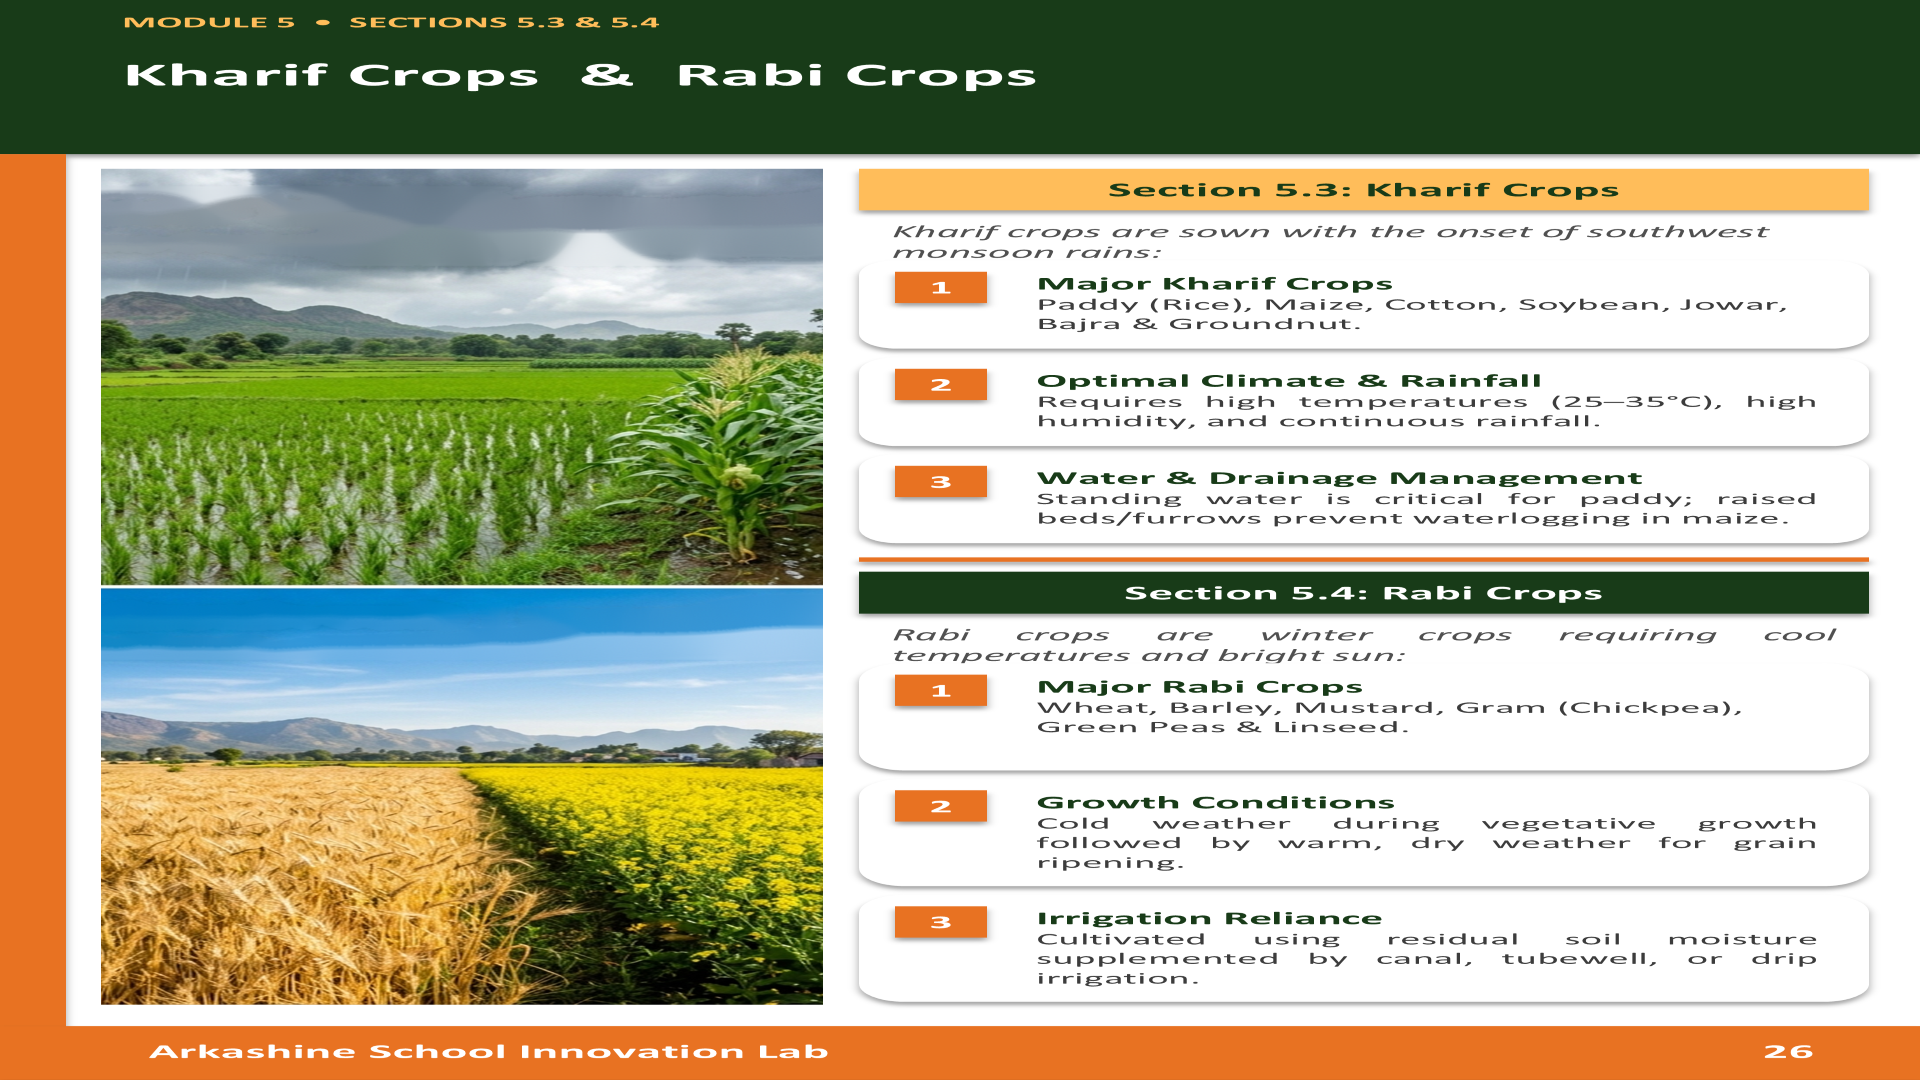 MODULE 5 • SECTIONS 5.3 & 5.4
Kharif Crops & Rabi Crops
Section 5.3: Kharif Crops
Kharif crops are sown with the onset of southwest
monsoon rains:
1
Major Kharif Crops
Paddy (Rice), Maize, Cotton, Soybean, Jowar,
Bajra & Groundnut.
2
Optimal Climate & Rainfall
Requires high temperatures (25–35°C), high
humidity, and continuous rainfall.
3
Water & Drainage Management
Standing water is critical for paddy; raised
beds/furrows prevent waterlogging in maize.
Section 5.4: Rabi Crops
Rabi crops are winter crops requiring cool
temperatures and bright sun:
1
Major Rabi Crops
Wheat, Barley, Mustard, Gram (Chickpea),
Green Peas & Linseed.
2
Growth Conditions
Cold weather during vegetative growth
followed by warm, dry weather for grain
ripening.
3
Irrigation Reliance
Cultivated using residual soil moisture
supplemented by canal, tubewell, or drip
irrigation.
Arkashine School Innovation Lab
26